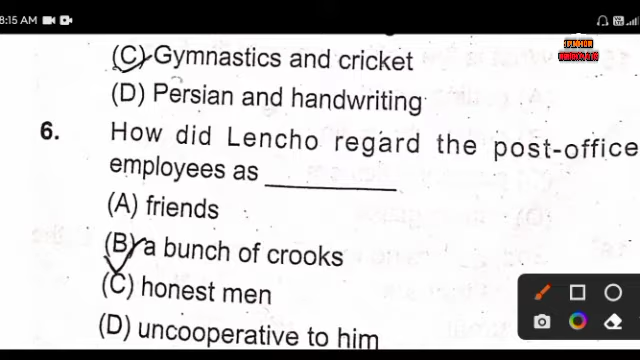 8:15 AM
(C) Gymnastics and cricket
(D) Persian and handwriting
6. How did Lencho regard the post-office
employees as ____________
(A) friends
(B) a bunch of crooks
(C) honest men
(D) uncooperative to him